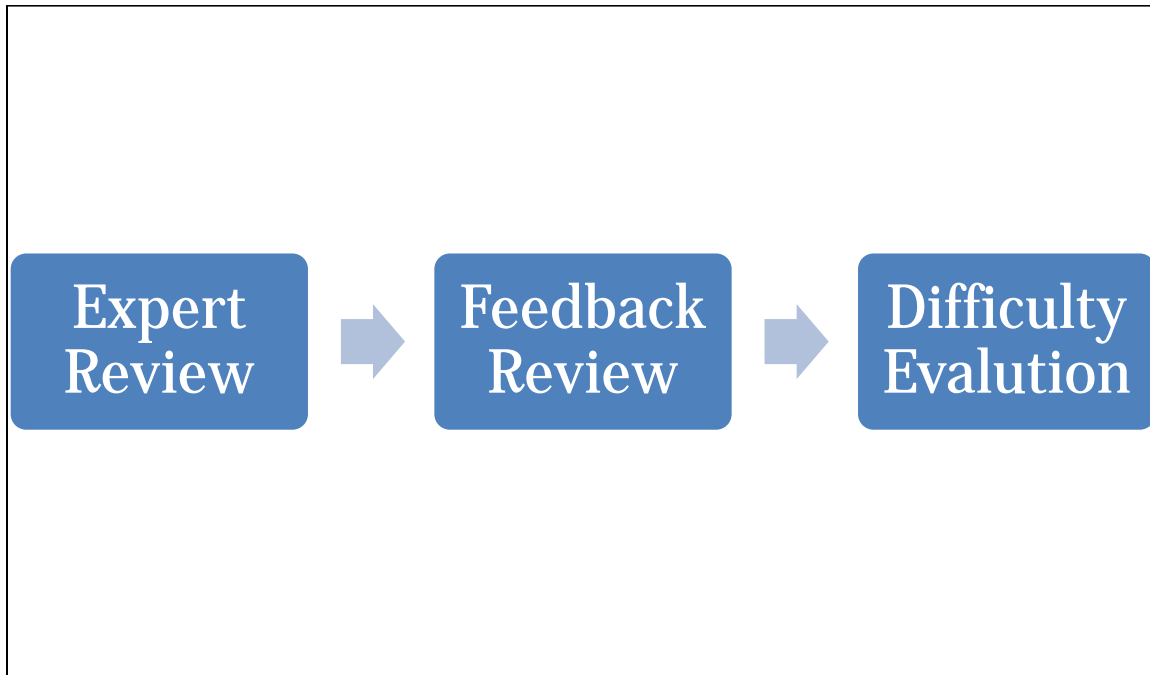 Expert
Review
Feedback
Review
Difficulty
Evalution